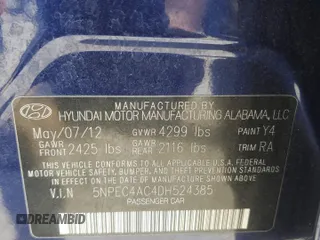 MANUFACTURED BY
HYUNDAI MOTOR MANUFACTURING ALABAMA, LLC
May/07/12 GVWR 4299 lbs PAINT Y4
GAWR FRONT 2425 lbs GAWR REAR 2116 lbs TRIM RA
THIS VEHICLE CONFORMS TO ALL APPLICABLE FEDERAL
MOTOR VEHICLE SAFETY, BUMPER, AND THEFT
PREVENTION STANDARDS IN EFFECT ON THE DATE OF
MANUFACTURE SHOWN ABOVE.
V.I.N 5NPEC4AC4DH524385
PASSENGER CAR
AUTOHELPERBOT.COM